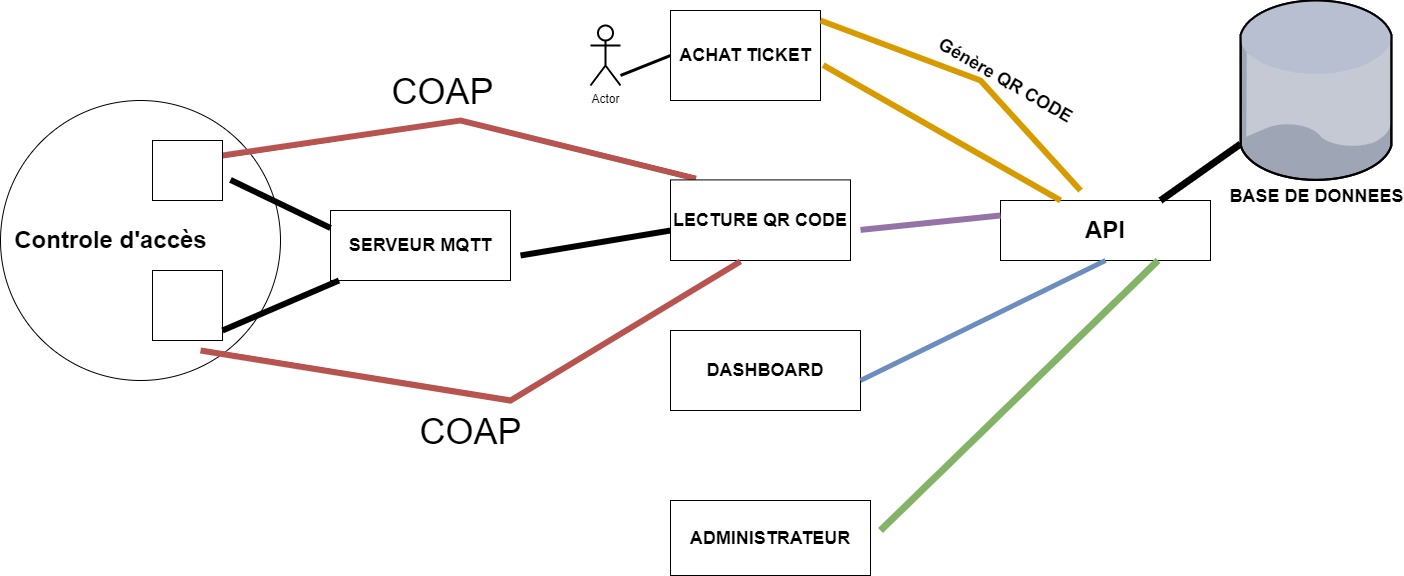 ACHAT TICKET
Génère QR CODE
Actor
COAP
BASE DE DONNEES
LECTURE QR CODE
API
Controle d'accès
SERVEUR MQTT
DASHBOARD
COAP
ADMINISTRATEUR